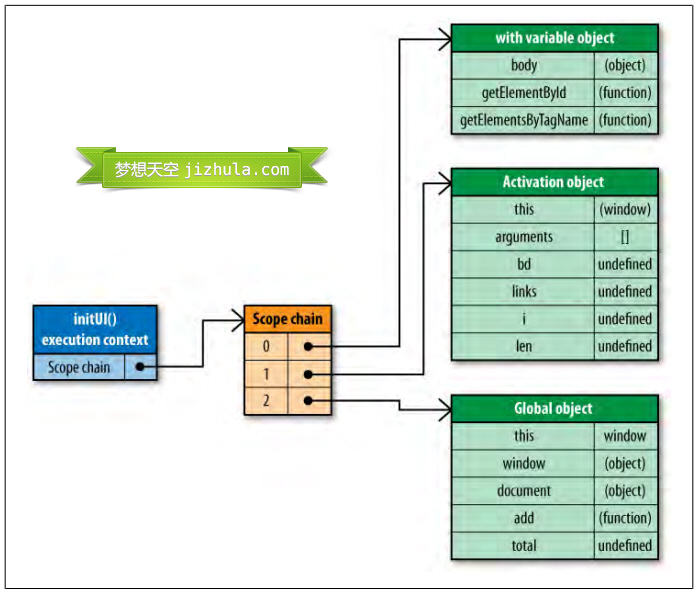 with variable object
body (object)
getElementById (function)
getElementsByTagName (function)
梦想天空 jizhula.com
Activation object
this (window)
arguments []
bd undefined
links undefined
i undefined
len undefined
initUI()
execution context
Scope chain
Scope chain
0
1
2
Global object
this window
window (object)
document (object)
add (function)
total undefined